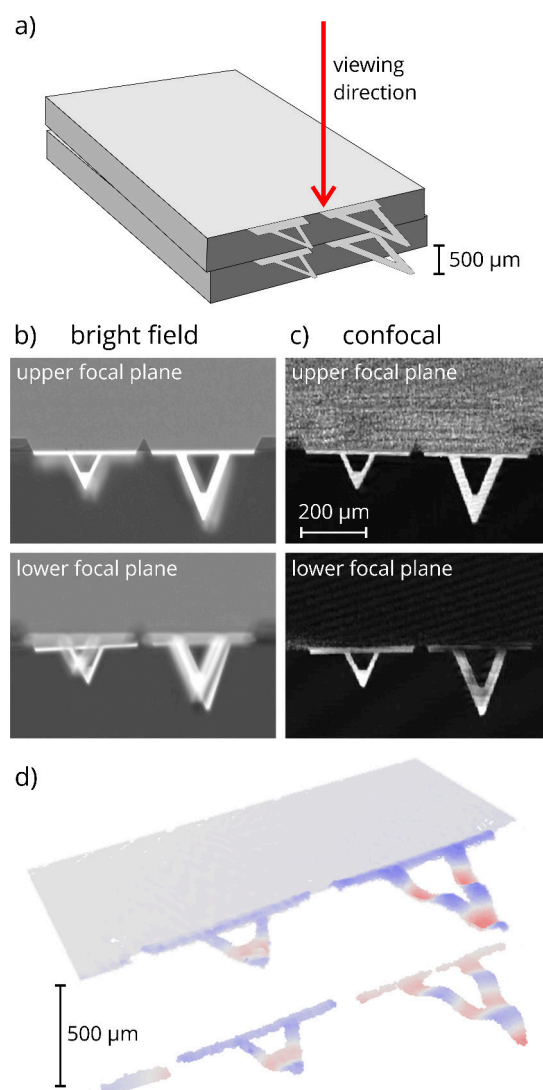 a)
viewing
direction
500 µm
b) bright field
c) confocal
upper focal plane
upper focal plane
200 µm
lower focal plane
lower focal plane
d)
500 µm